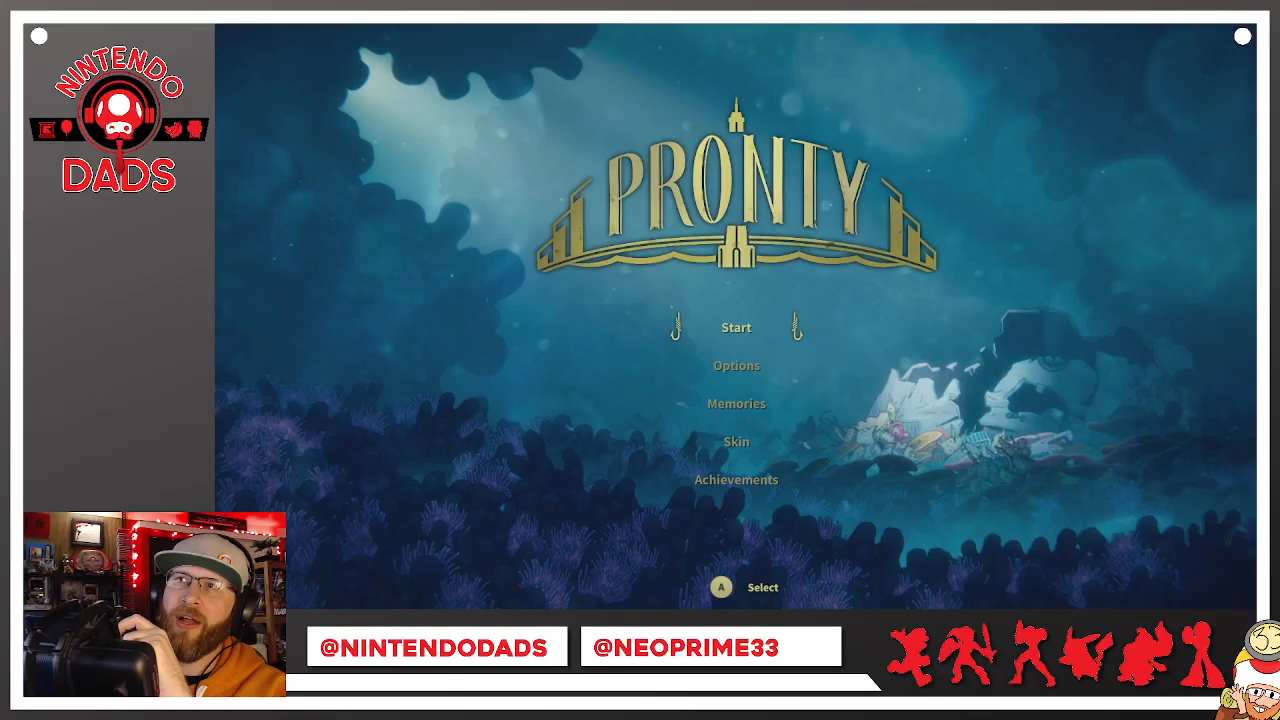 NINTENDO
E
DADS
PRONTY
Start
Options
Memories
Skin
Achievements
A Select
@NINTENDODADS
@NEOPRIME33